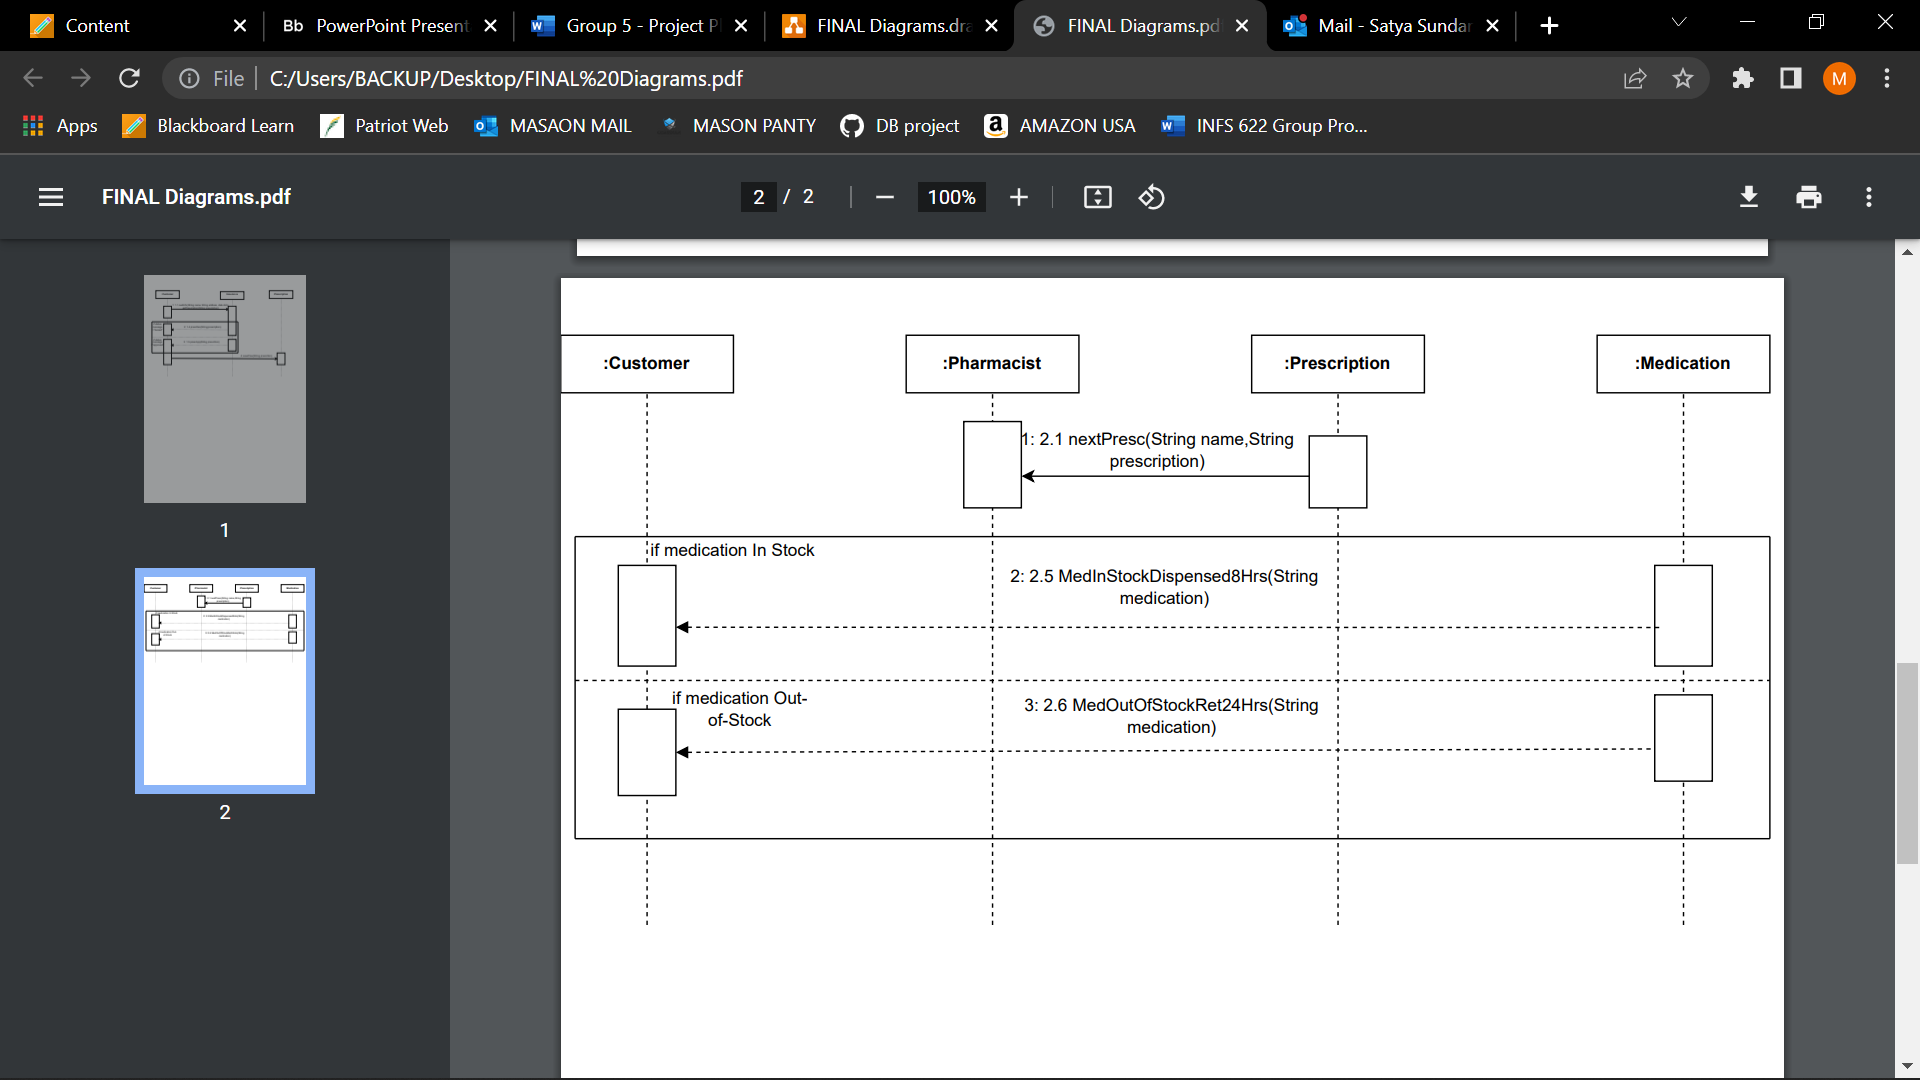 Content
PowerPoint Present
Group 5 - Project P
FINAL Diagrams.dra
FINAL Diagrams.pd
Mail - Satya Sundar
File
C:/Users/BACKUP/Desktop/FINAL%20Diagrams.pdf
M
Apps
Blackboard Learn
Patriot Web
MASAON MAIL
MASON PANTY
DB project
AMAZON USA
INFS 622 Group Pro...
FINAL Diagrams.pdf
2 / 2
100%
1
2
:Customer
:Pharmacist
:Prescription
:Medication
1: 2.1 nextPresc(String name,String
prescription)
if medication In Stock
2: 2.5 MedInStockDispensed8Hrs(String
medication)
if medication Out-
of-Stock
3: 2.6 MedOutOfStockRet24Hrs(String
medication)